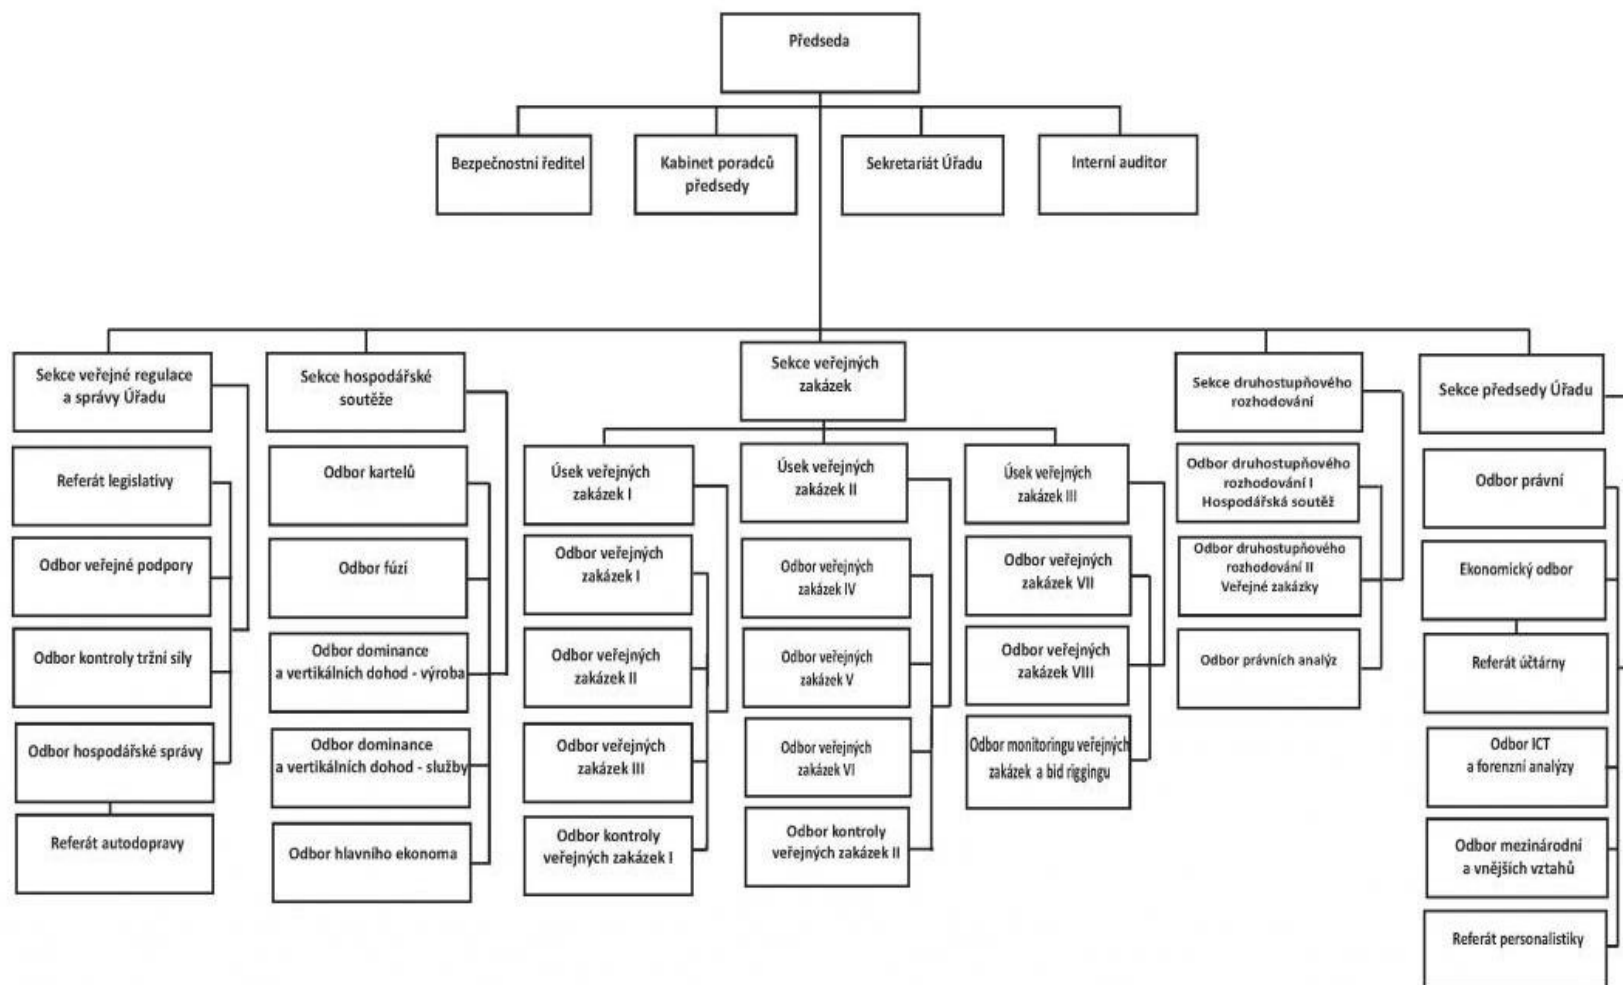 Předseda
Bezpečnostní ředitel
Kabinet poradců
předsedy
Sekretariát Úřadu
Interní auditor
Sekce veřejné regulace
a správy Úřadu
Referát legislativy
Odbor veřejné podpory
Odbor kontroly tržní síly
Odbor hospodářské správy
Referát autodopravy
Sekce hospodářské
soutěže
Odbor kartelů
Odbor fúzí
Odbor dominance
a vertikálních dohod - výroba
Odbor dominance
a vertikálních dohod - služby
Odbor hlavního ekonoma
Sekce veřejných
zakázek
Úsek veřejných
zakázek I
Odbor veřejných
zakázek I
Odbor veřejných
zakázek II
Odbor veřejných
zakázek III
Odbor kontroly
veřejných zakázek I
Úsek veřejných
zakázek II
Odbor veřejných
zakázek IV
Odbor veřejných
zakázek V
Odbor veřejných
zakázek VI
Odbor kontroly
veřejných zakázek II
Úsek veřejných
zakázek III
Odbor veřejných
zakázek VII
Odbor veřejných
zakázek VIII
Odbor monitoringu veřejných
zakázek a bid riggingu
Sekce druhostupňového
rozhodování
Odbor druhostupňového
rozhodování I
Hospodářská soutěž
Odbor druhostupňového
rozhodování II
Veřejné zakázky
Odbor právních analýz
Sekce předsedy Úřadu
Odbor právní
Ekonomický odbor
Referát účtárny
Odbor ICT
a forenzní analýzy
Odbor mezinárodní
a vnějších vztahů
Referát personalistiky